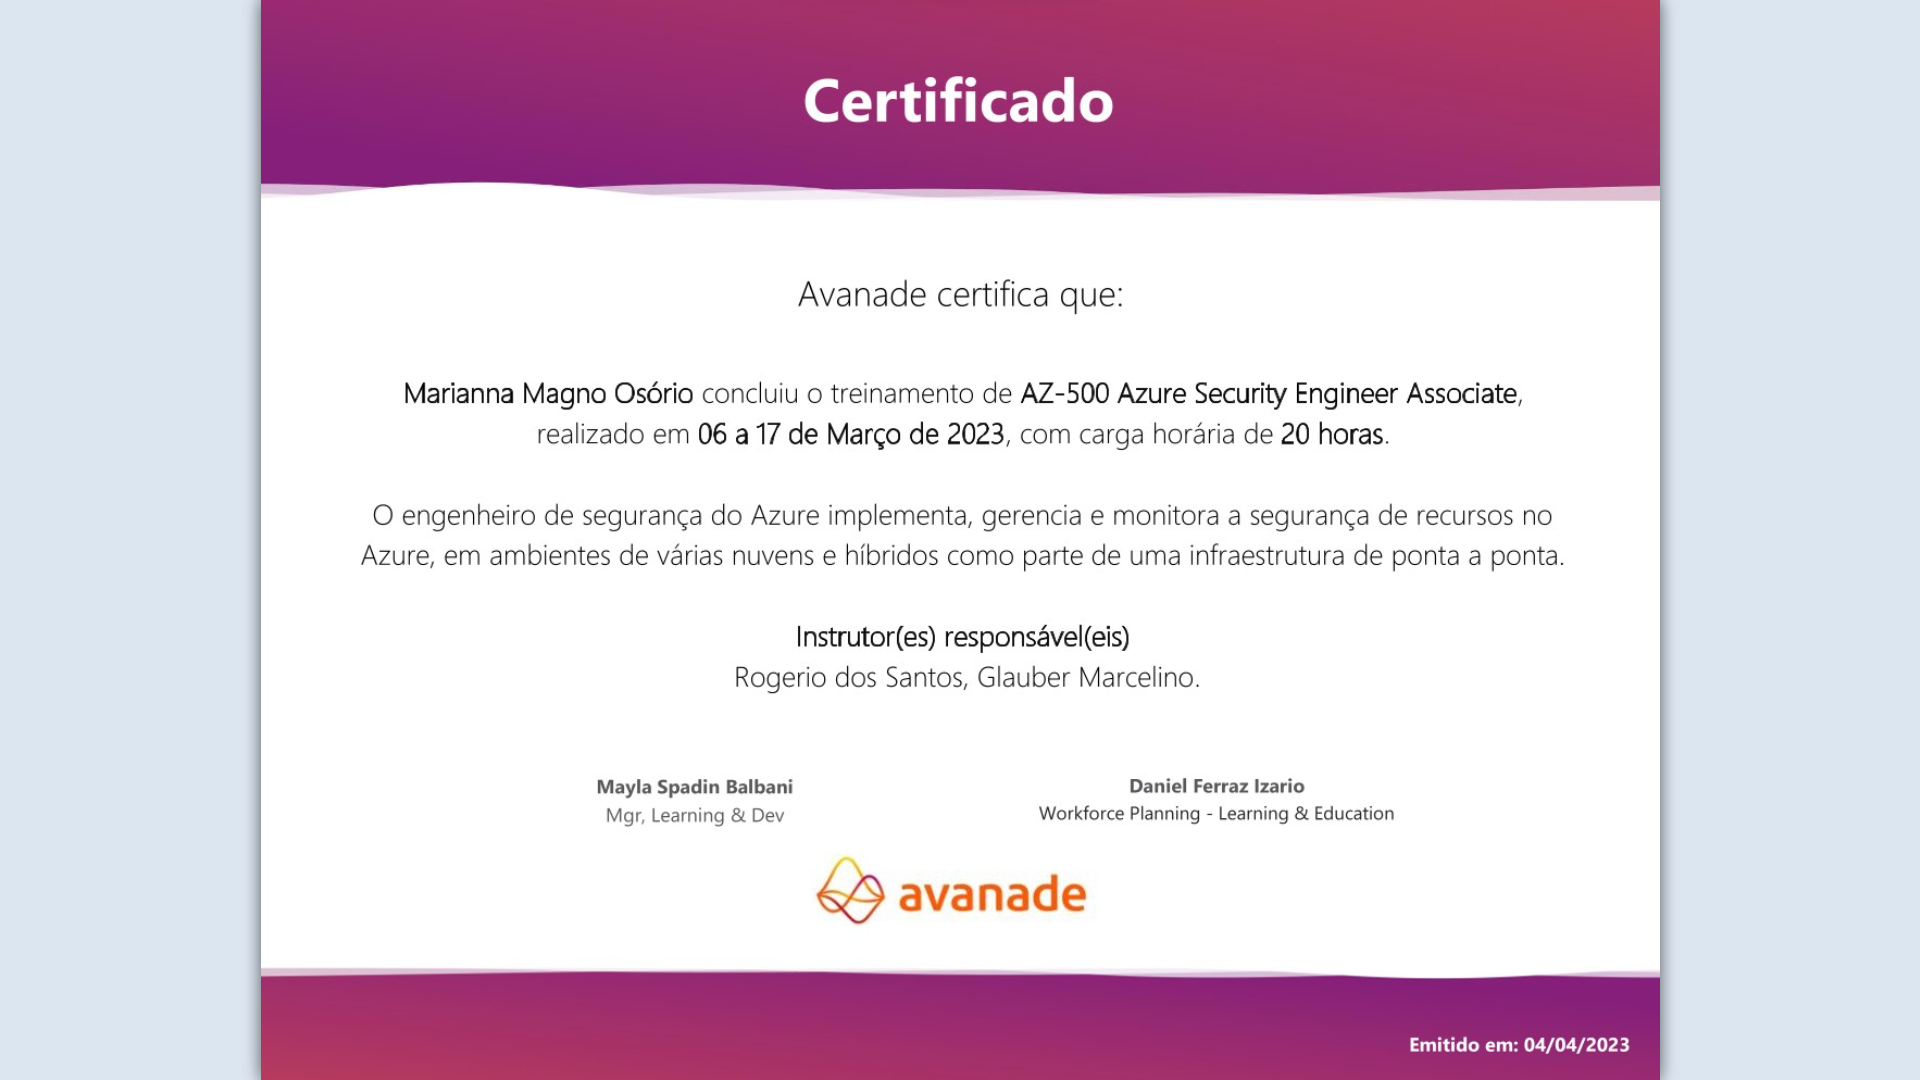 Certificado
Avanade certifica que:
Marianna Magno Osório concluiu o treinamento de AZ-500 Azure Security Engineer Associate,
realizado em 06 a 17 de Março de 2023, com carga horária de 20 horas.
O engenheiro de segurança do Azure implementa, gerencia e monitora a segurança de recursos no
Azure, em ambientes de várias nuvens e híbridos como parte de uma infraestrutura de ponta a ponta.
Instrutor(es) responsável(eis)
Rogerio dos Santos, Glauber Marcelino.
Mayla Spadin Balbani
Mgr, Learning & Dev
Daniel Ferraz Izario
Workforce Planning - Learning & Education
avanade
Emitido em: 04/04/2023